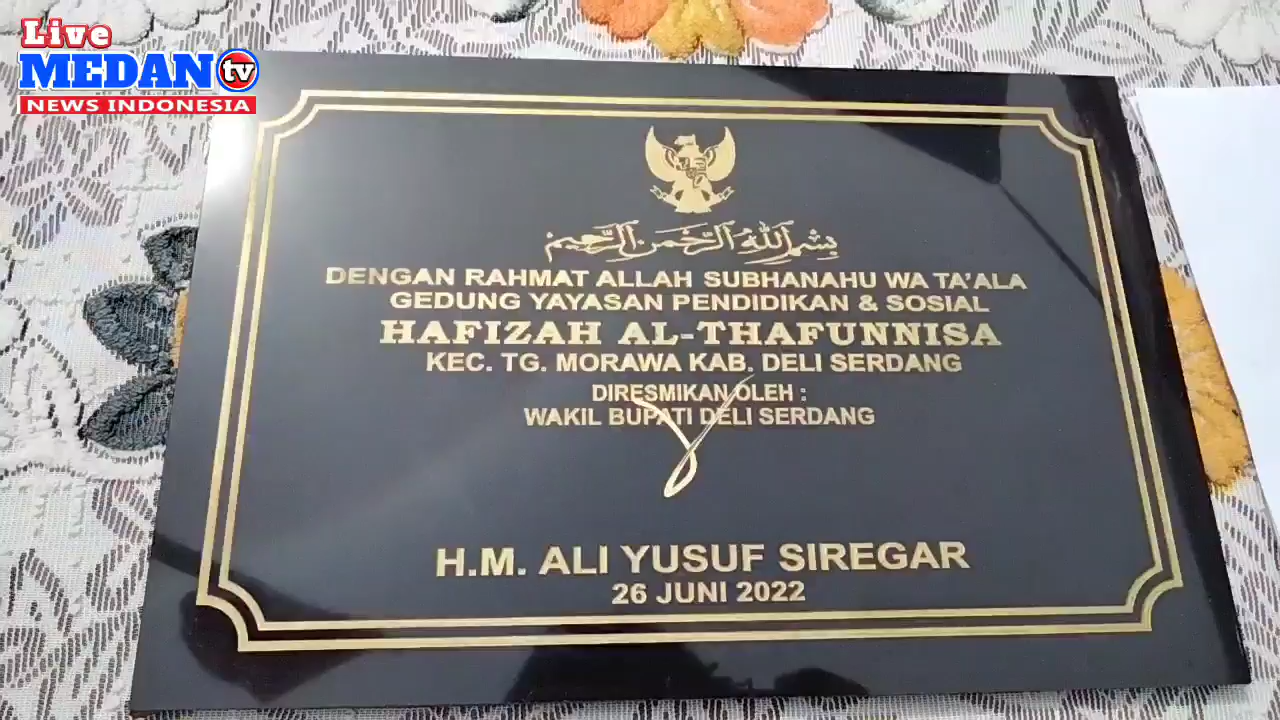 Live
MEDAN tv
NEWS INDONESIA
بسم الله الرحمن الرحيم
DENGAN RAHMAT ALLAH SUBHANAHU WA TA'ALA
GEDUNG YAYASAN PENDIDIKAN & SOSIAL
HAFIZAH AL-THAFUNNISA
KEC. TG. MORAWA KAB. DELI SERDANG
DIRESMIKAN OLEH :
WAKIL BUPATI DELI SERDANG
H.M. ALI YUSUF SIREGAR
26 JUNI 2022